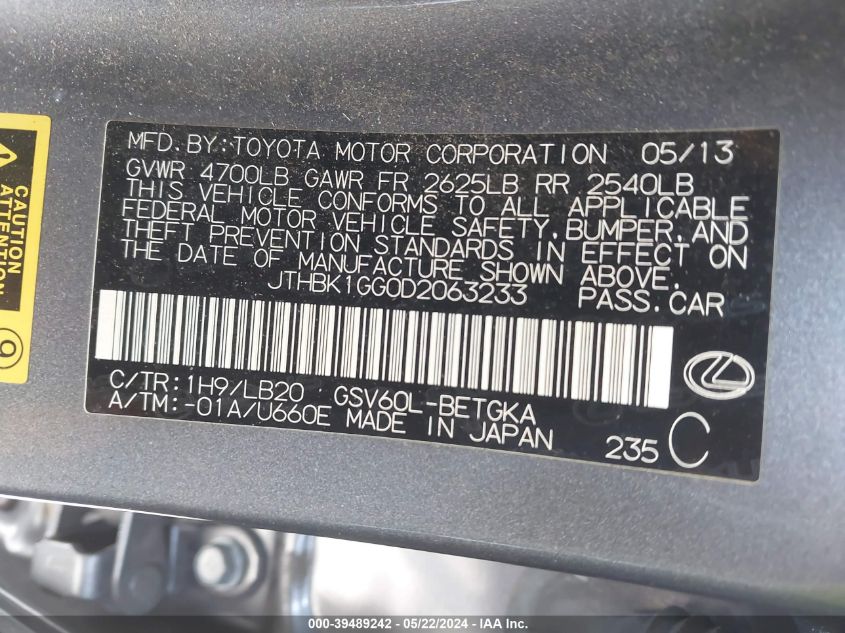 MFD. BY: TOYOTA MOTOR CORPORATION 05/13
GVWR 4700LB GAWR FR 2625LB RR 2540LB
THIS VEHICLE CONFORMS TO ALL APPLICABLE
FEDERAL MOTOR VEHICLE SAFETY, BUMPER, AND
THEFT PREVENTION STANDARDS IN EFFECT ON
THE DATE OF MANUFACTURE SHOWN ABOVE.
JTHBK1GG0D2063233 PASS. CAR
C/TR: 1H9/LB20 GSV60L-BETGKA
A/TM: -01A/U660E MADE IN JAPAN
235 C
CAUTION
ATTENTION
9
000-39489242 - 05/22/2024 - IMPACT Auctions, Inc.